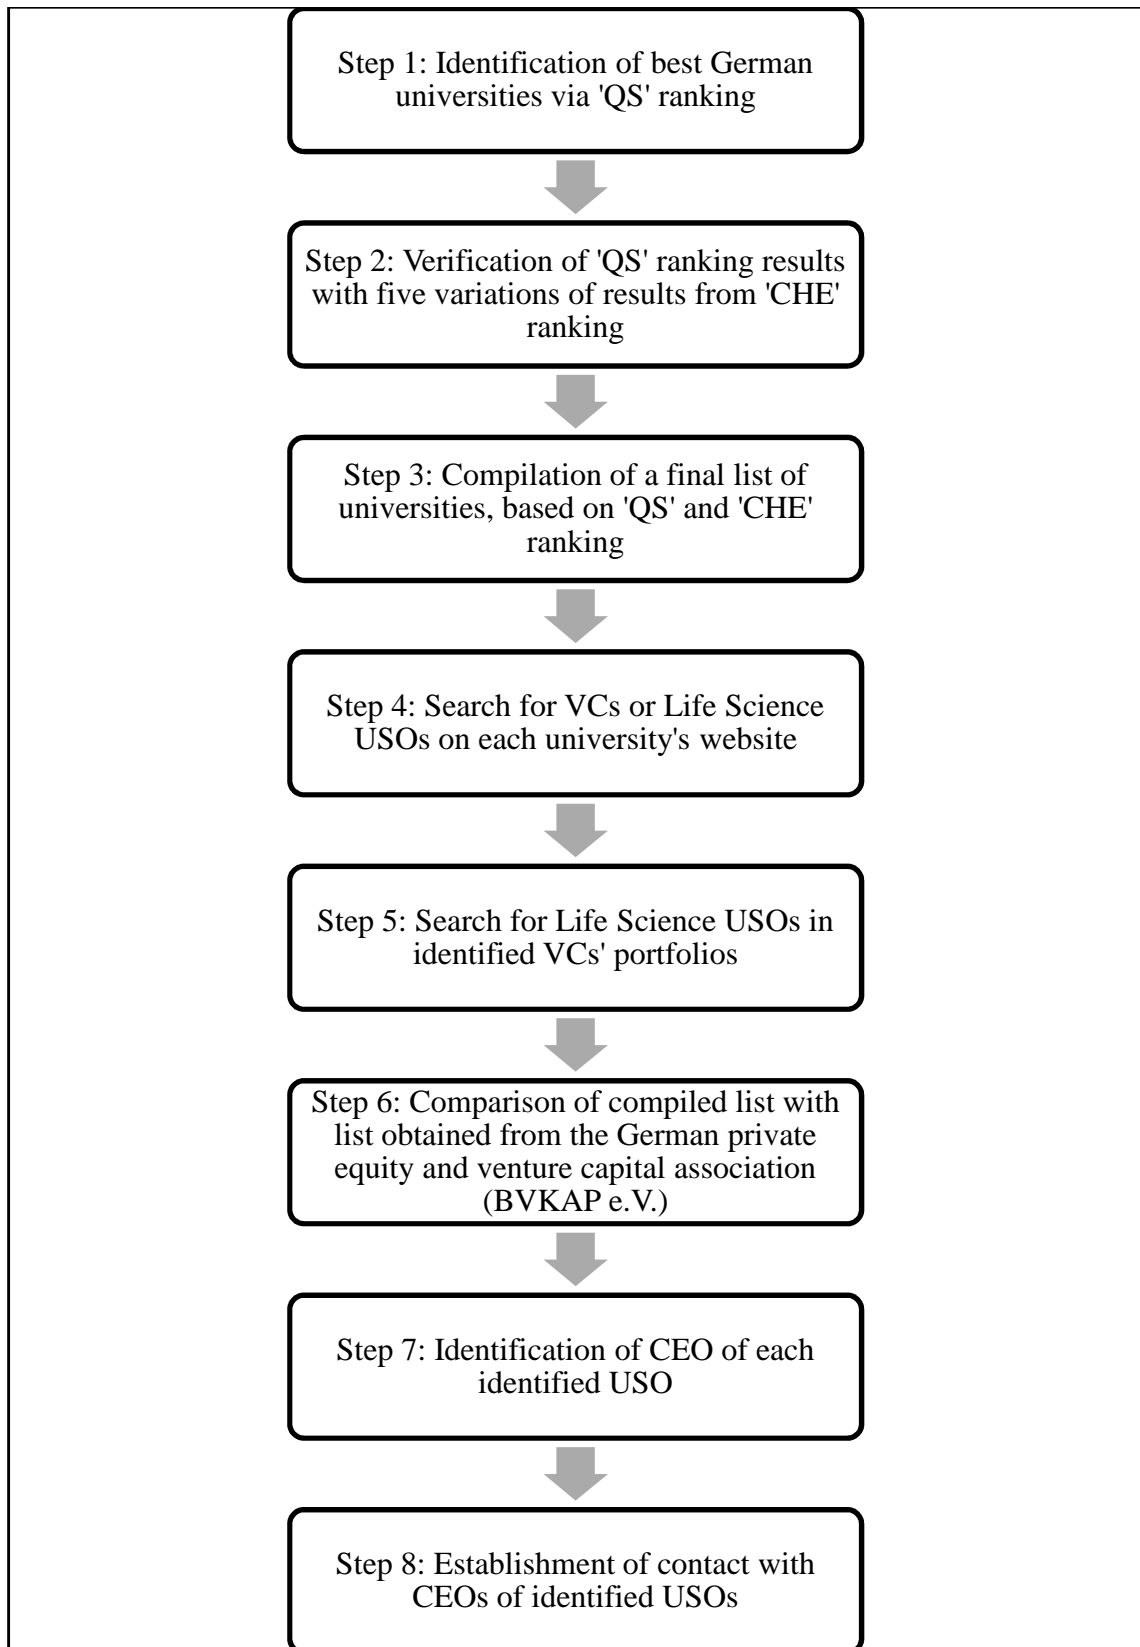 Step 1: Identification of best German
universities via 'QS' ranking
Step 2: Verification of 'QS' ranking results
with five variations of results from 'CHE'
ranking
Step 3: Compilation of a final list of
universities, based on 'QS' and 'CHE'
ranking
Step 4: Search for VCs or Life Science
USOs on each university's website
Step 5: Search for Life Science USOs in
identified VCs' portfolios
Step 6: Comparison of compiled list with
list obtained from the German private
equity and venture capital association
(BVKAP e.V.)
Step 7: Identification of CEO of each
identified USO
Step 8: Establishment of contact with
CEOs of identified USOs